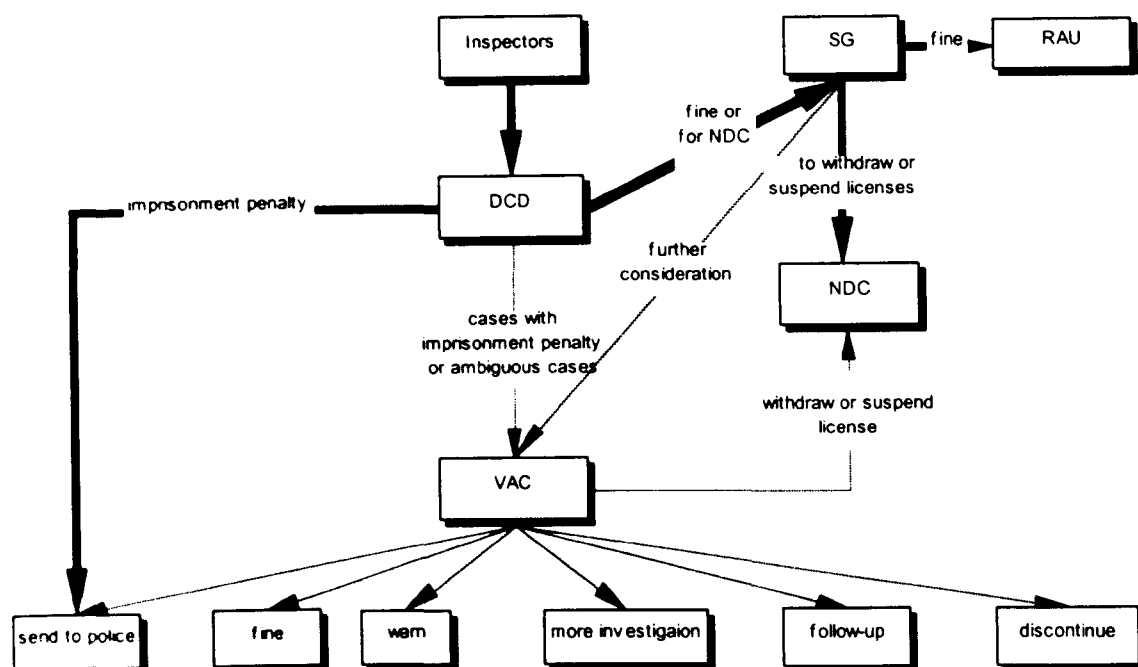 Inspectors
SG
fine
RAU
fine or
for NDC
to withdraw or
suspend licenses
imprisonment penalty
DCD
further
consideration
NDC
cases with
imprisonment penalty
or ambiguous cases
withdraw or suspend
license
VAC
send to police
fine
warn
more investigaion
follow-up
discontinue